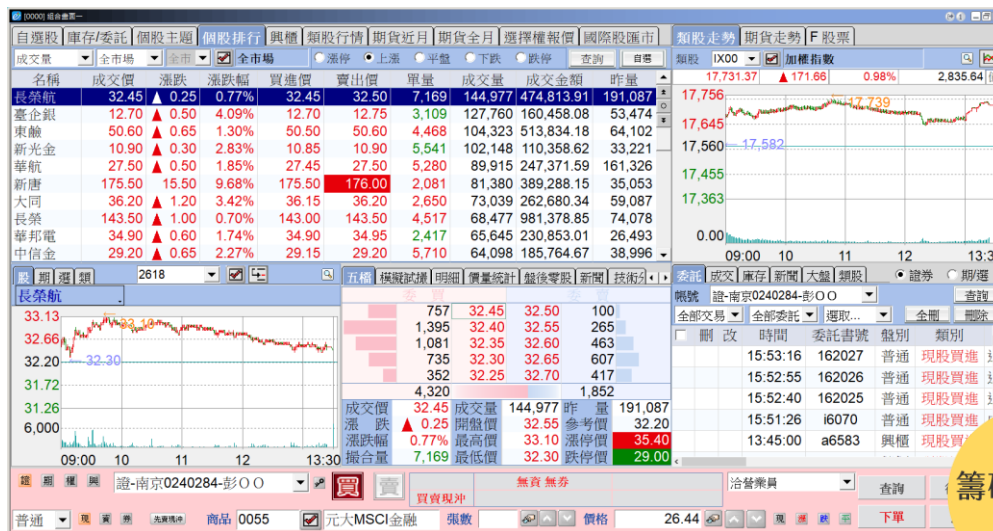 [0000] 組合畫面一
自選股 庫存/委託 個股主題 個股排行 興櫃 類股行情 期貨近月 期貨全月 選擇權報價 國際股匯市
成交量 全市場 全市 全市場 漲停 上漲 平盤 下跌 跌停 查詢 自選
名稱 成交價 漲跌 漲跌幅 買進價 賣出價 單量 成交量 成交金額 昨量
長榮航 32.45 △ 0.25 0.77% 32.45 32.50 7,169 144,977 474,813.91 191,087
臺企銀 12.70 ▲ 0.50 4.09% 12.70 12.75 3,109 127,760 160,458.08 53,474
東鹼 50.60 ▲ 0.65 1.30% 50.50 50.60 4,468 104,323 513,834.18 64,102
新光金 10.90 ▲ 0.30 2.83% 10.85 10.90 5,541 102,148 110,358.62 33,221
華航 27.50 ▲ 0.50 1.85% 27.45 27.50 5,280 89,915 247,371.59 161,326
新唐 175.50 15.50 9.68% 175.50 176.00 2,081 81,380 389,288.15 35,053
大同 36.20 ▲ 1.20 3.42% 36.15 36.20 2,650 73,039 262,680.34 59,087
長榮 143.50 ▲ 1.00 0.70% 143.00 143.50 4,517 68,477 981,378.85 74,078
華邦電 34.90 ▲ 0.60 1.74% 34.90 34.95 2,417 65,645 230,853.01 26,493
中信金 29.20 ▲ 0.65 2.27% 29.15 29.20 5,710 64,098 185,764.67 38,996
類股走勢 期貨走勢 F 股票
類股 IX00 加權指數
17,731.37 ▲ 171.66 0.98% 2,835.64
17,756
17,739
17,645
17,560
17,582
17,455
17,363
0.00
09:00 10 11 12 13:3
股 期 選 類 2618
長榮航
33.13
33.10
32.66
32.20
32.30
31.72
31.26
6,000
09:00 10 11 12 13:30
五檔 模擬試撮 明細 價量統計 盤後零股 新聞 技術分
委 買 委 賣
757 32.45 32.50 100
1,395 32.40 32.55 265
1,081 32.35 32.60 463
735 32.30 32.65 607
352 32.25 32.70 417
4,320 1,852
成交價 32.45 成交量 144,977 昨 量 191,087
漲 跌 ▲ 0.25 開盤價 32.55 參考價 32.20
漲跌幅 0.77% 最高價 33.10 漲停價 35.40
撮合量 7,169 最低價 32.30 跌停價 29.00
委託 成交 庫存 新聞 大盤 類股 證券 期/選
帳號 證-南京0240284-彭ＯＯ 查詢
全部交易 全部委託 選取... 全刪 刪除
刪 改 時間 委託書號 盤別 類別
15:53:16 162027 普通 現股買進
15:52:55 162026 普通 現股買進
15:52:40 162025 普通 現股買進
15:51:26 i6070 普通 現股買進
13:45:00 a6583 興櫃 現股買
證 期 權 興 證-南京0240284-彭ＯＯ 買 賣 買賣現沖 無資 無券 洽營業員 查詢
籌
普通 現 資 券 先賣現沖 商品 0055 元大MSCI金融 張數 價格 26.44 現 漲 跌 平 下單